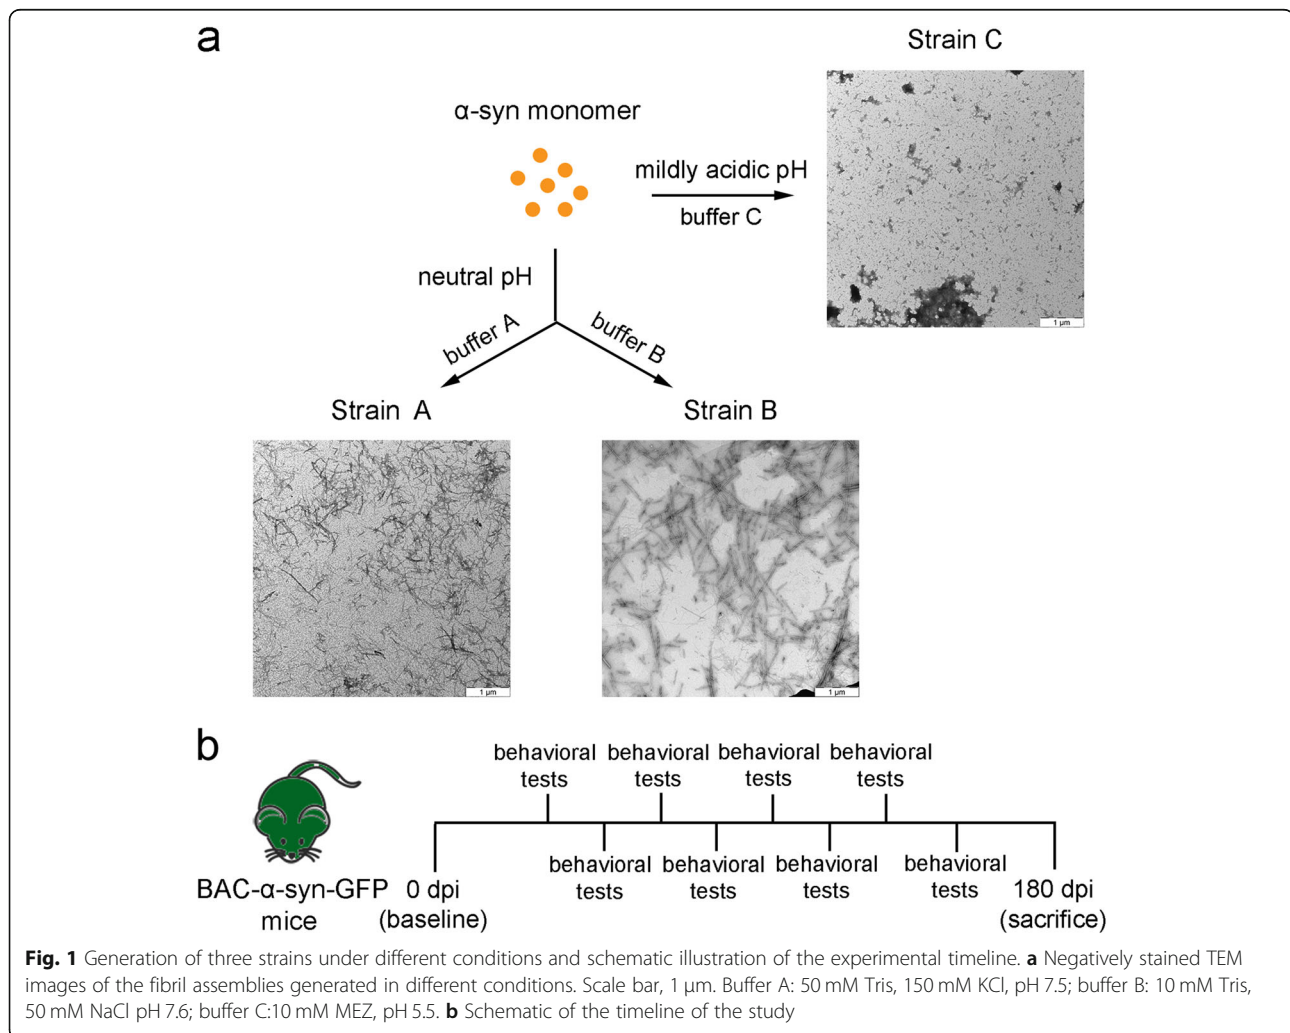 a
Strain C
α-syn monomer
mildly acidic pH
buffer C
1 µm
neutral pH
buffer A
buffer B
Strain A
Strain B
1 µm
1 µm
b
behavioral tests
behavioral tests
behavioral tests
behavioral tests
behavioral tests
behavioral tests
behavioral tests
behavioral tests
BAC-α-syn-GFP
mice
0 dpi
(baseline)
180 dpi
(sacrifice)
Fig. 1 Generation of three strains under different conditions and schematic illustration of the experimental timeline. a Negatively stained TEM
images of the fibril assemblies generated in different conditions. Scale bar, 1 μm. Buffer A: 50 mM Tris, 150 mM KCl, pH 7.5; buffer B: 10 mM Tris,
50 mM NaCl pH 7.6; buffer C:10 mM MEZ, pH 5.5. b Schematic of the timeline of the study